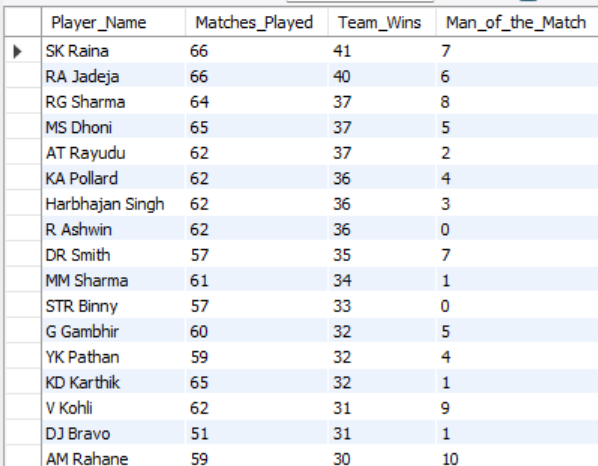 Player_Name Matches_Played Team_Wins Man_of_the_Match
SK Raina 66 41 7
RA Jadeja 66 40 6
RG Sharma 64 37 8
MS Dhoni 65 37 5
AT Rayudu 62 37 2
KA Pollard 62 36 4
Harbhajan Singh 62 36 3
R Ashwin 62 36 0
DR Smith 57 35 7
MM Sharma 61 34 1
STR Binny 57 33 0
G Gambhir 60 32 5
YK Pathan 59 32 4
KD Karthik 65 32 1
V Kohli 62 31 9
DJ Bravo 51 31 1
AM Rahane 59 30 10